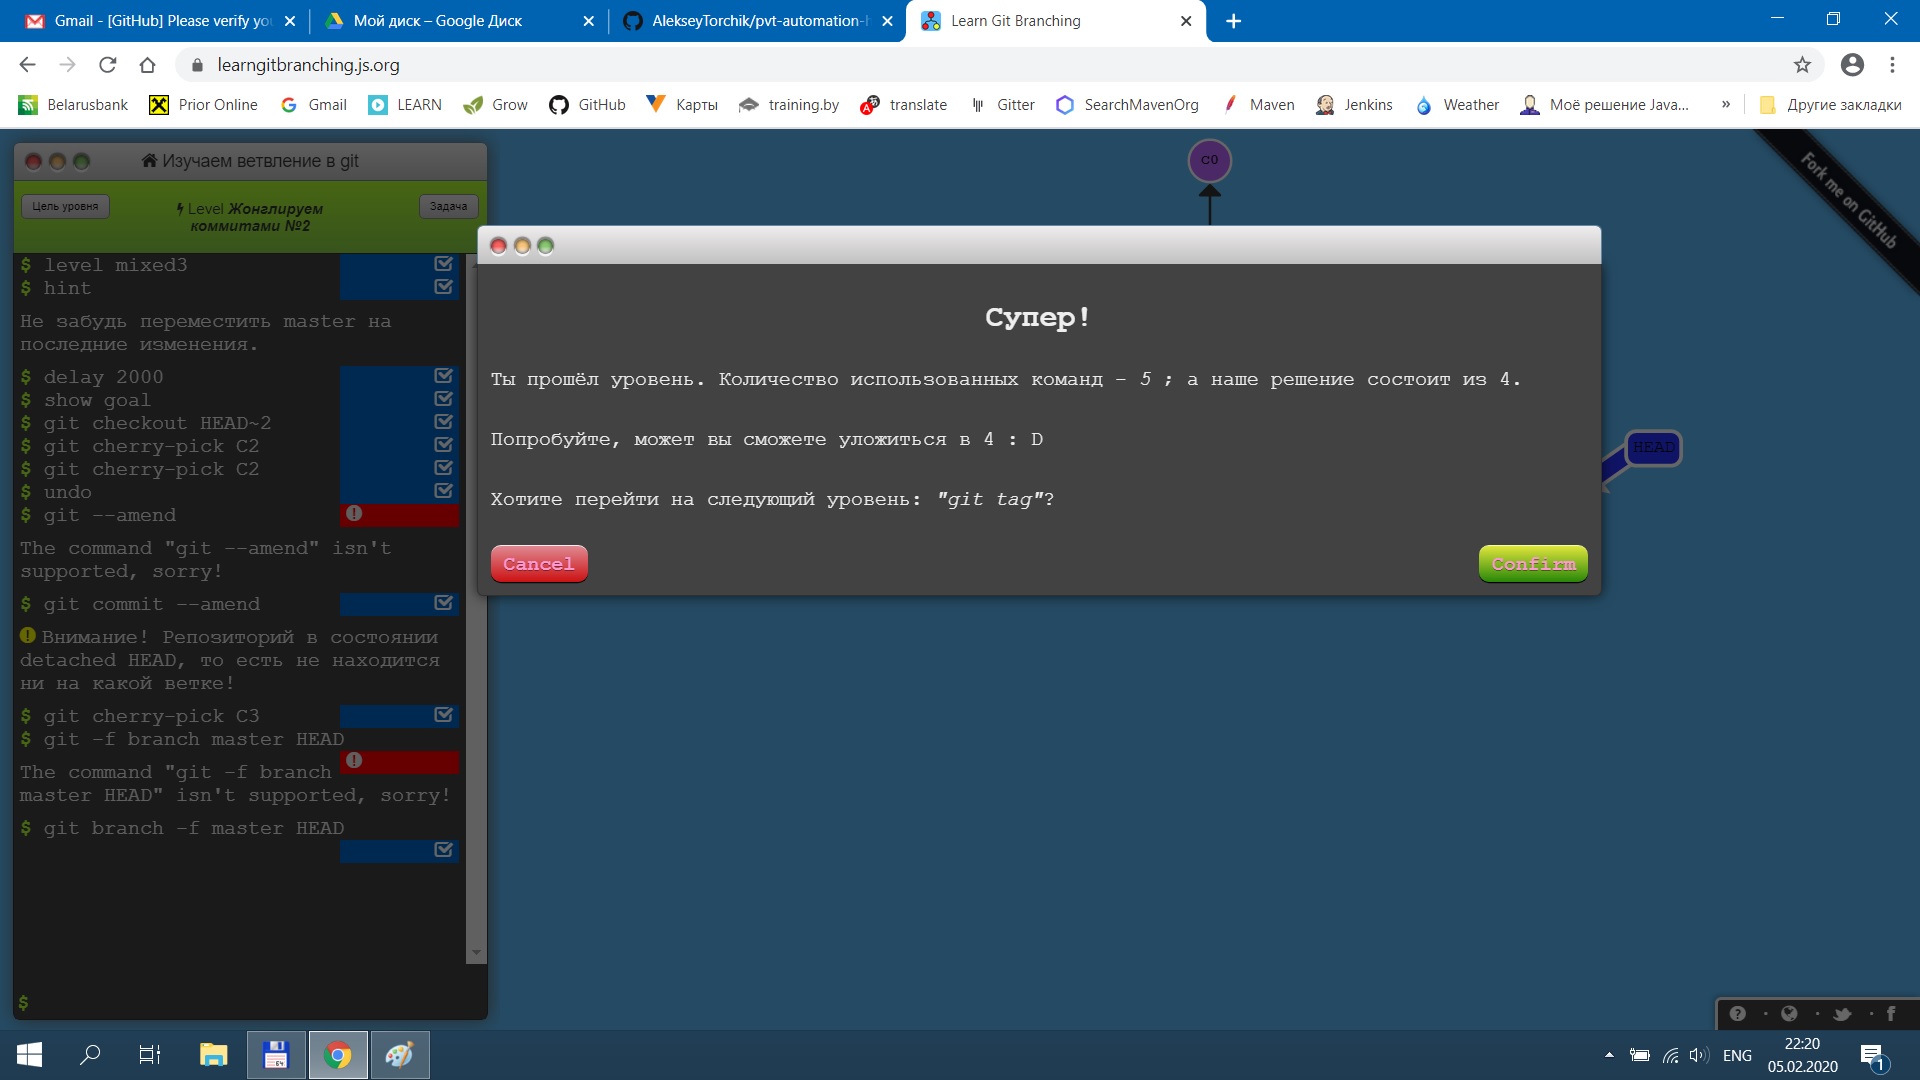 Gmail - [GitHub] Please verify you
Мой диск – Google Диск
AlekseyTorchik/pvt-automation-h
Learn Git Branching
learngitbranching.js.org
Belarusbank
Prior Online
Gmail
LEARN
Grow
GitHub
Карты
training.by
translate
Gitter
SearchMavenOrg
Maven
Jenkins
Weather
Моё решение Java...
»
Другие закладки
Изучаем ветвление в git
Цель уровня
Level Жонглируем
коммитами №2
Задача
$ level mixed3
$ hint
Не забудь переместить master на
последние изменения.
$ delay 2000
$ show goal
$ git checkout HEAD~2
$ git cherry-pick C2
$ git cherry-pick C2
$ undo
$ git --amend
The command "git --amend" isn't
supported, sorry!
$ git commit --amend
Внимание! Репозиторий в состоянии
detached HEAD, то есть не находится
ни на какой ветке!
$ git cherry-pick C3
$ git -f branch master HEAD
The command "git -f branch
master HEAD" isn't supported, sorry!
$ git branch -f master HEAD
$
C0
Fork me on GitHub
HEAD
Супер!
Ты прошёл уровень. Количество использованных команд – 5 ; а наше решение состоит из 4.
Попробуйте, может вы сможете уложиться в 4 : D
Хотите перейти на следующий уровень: "git tag"?
Cancel
Confirm
64
ENG
22:20
05.02.2020
1